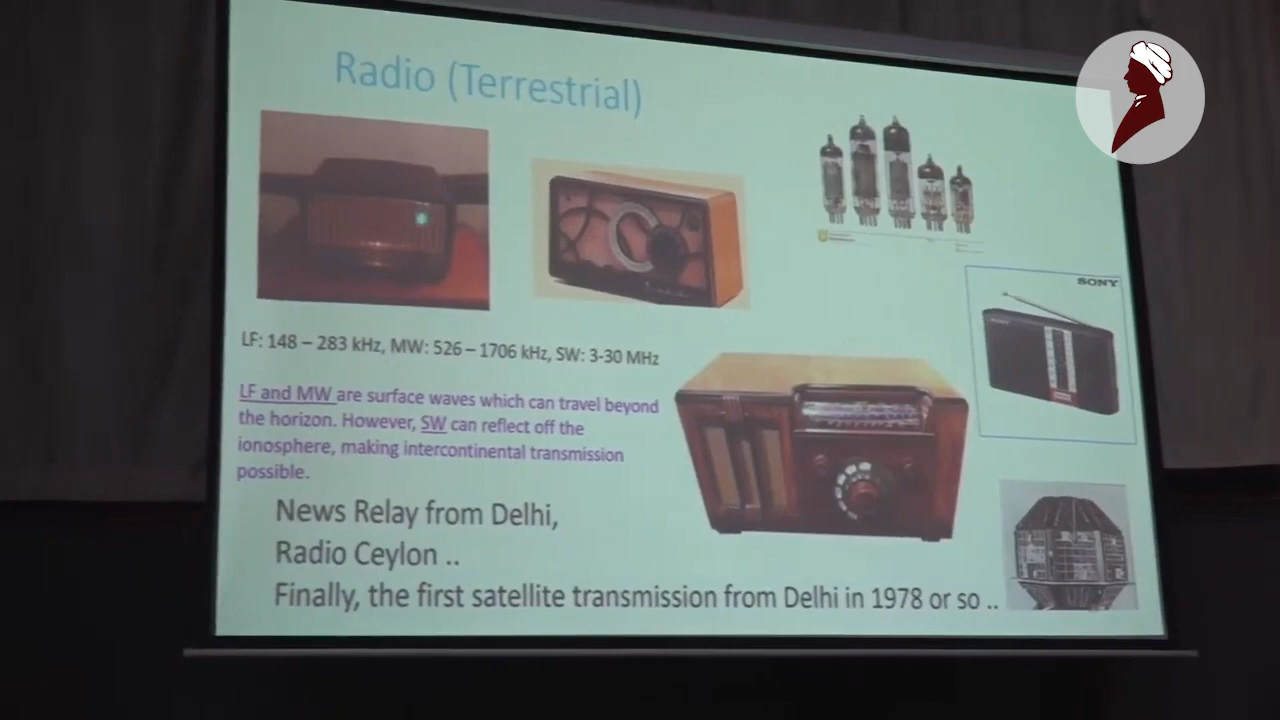 Radio (Terrestrial)
SONY
LF: 148 – 283 kHz, MW: 526 – 1706 kHz, SW: 3-30 MHz
LF and MW are surface waves which can travel beyond
the horizon. However, SW can reflect off the
ionosphere, making intercontinental transmission
possible.
News Relay from Delhi,
Radio Ceylon ..
Finally, the first satellite transmission from Delhi in 1978 or so ..